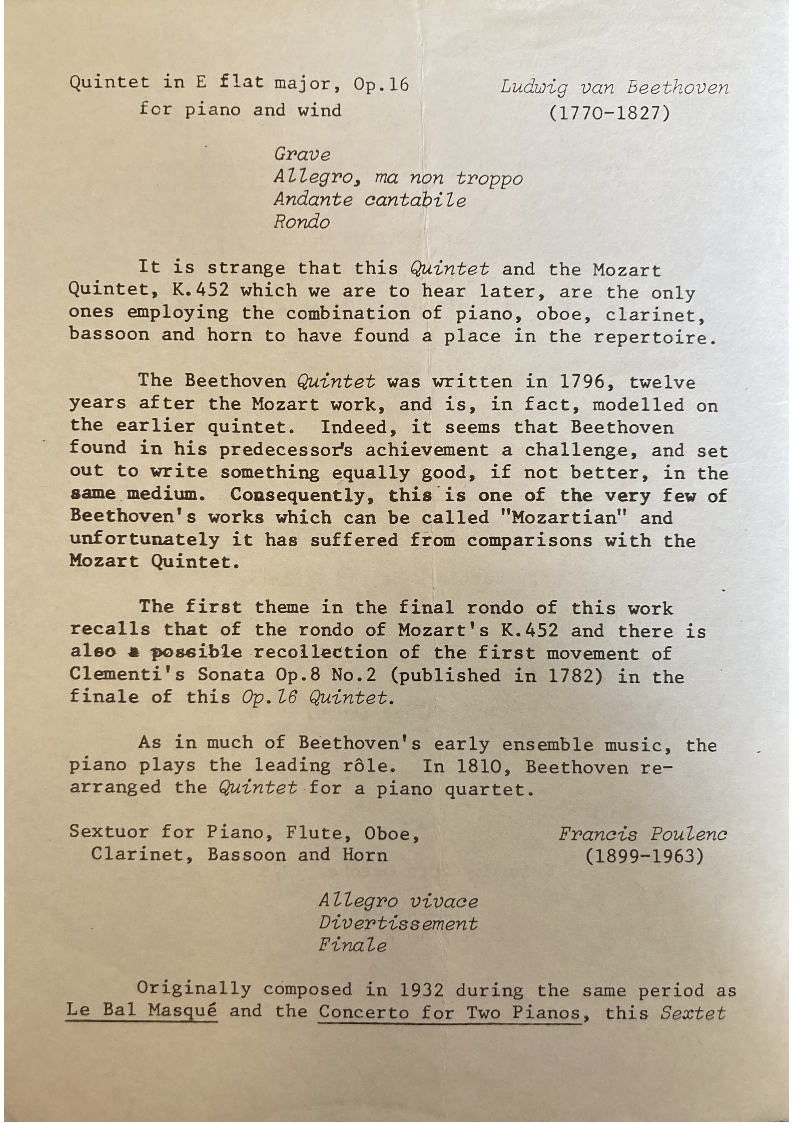 Quintet in E flat major, Op.16 Ludwig van Beethoven
for piano and wind (1770-1827)
Grave
Allegro, ma non troppo
Andante cantabile
Rondo
It is strange that this Quintet and the Mozart
Quintet, K.452 which we are to hear later, are the only
ones employing the combination of piano, oboe, clarinet,
bassoon and horn to have found a place in the repertoire.
The Beethoven Quintet was written in 1796, twelve
years after the Mozart work, and is, in fact, modelled on
the earlier quintet. Indeed, it seems that Beethoven
found in his predecessor's achievement a challenge, and set
out to write something equally good, if not better, in the
same medium. Consequently, this is one of the very few of
Beethoven's works which can be called "Mozartian" and
unfortunately it has suffered from comparisons with the
Mozart Quintet.
The first theme in the final rondo of this work
recalls that of the rondo of Mozart's K.452 and there is
also a possible recollection of the first movement of
Clementi's Sonata Op.8 No.2 (published in 1782) in the
finale of this Op.16 Quintet.
As in much of Beethoven's early ensemble music, the
piano plays the leading rôle. In 1810, Beethoven re-
arranged the Quintet for a piano quartet.
Sextuor for Piano, Flute, Oboe, Francis Poulenc
Clarinet, Bassoon and Horn (1899-1963)
Allegro vivace
Divertissement
Finale
Originally composed in 1932 during the same period as
Le Bal Masqué and the Concerto for Two Pianos, this Sextet